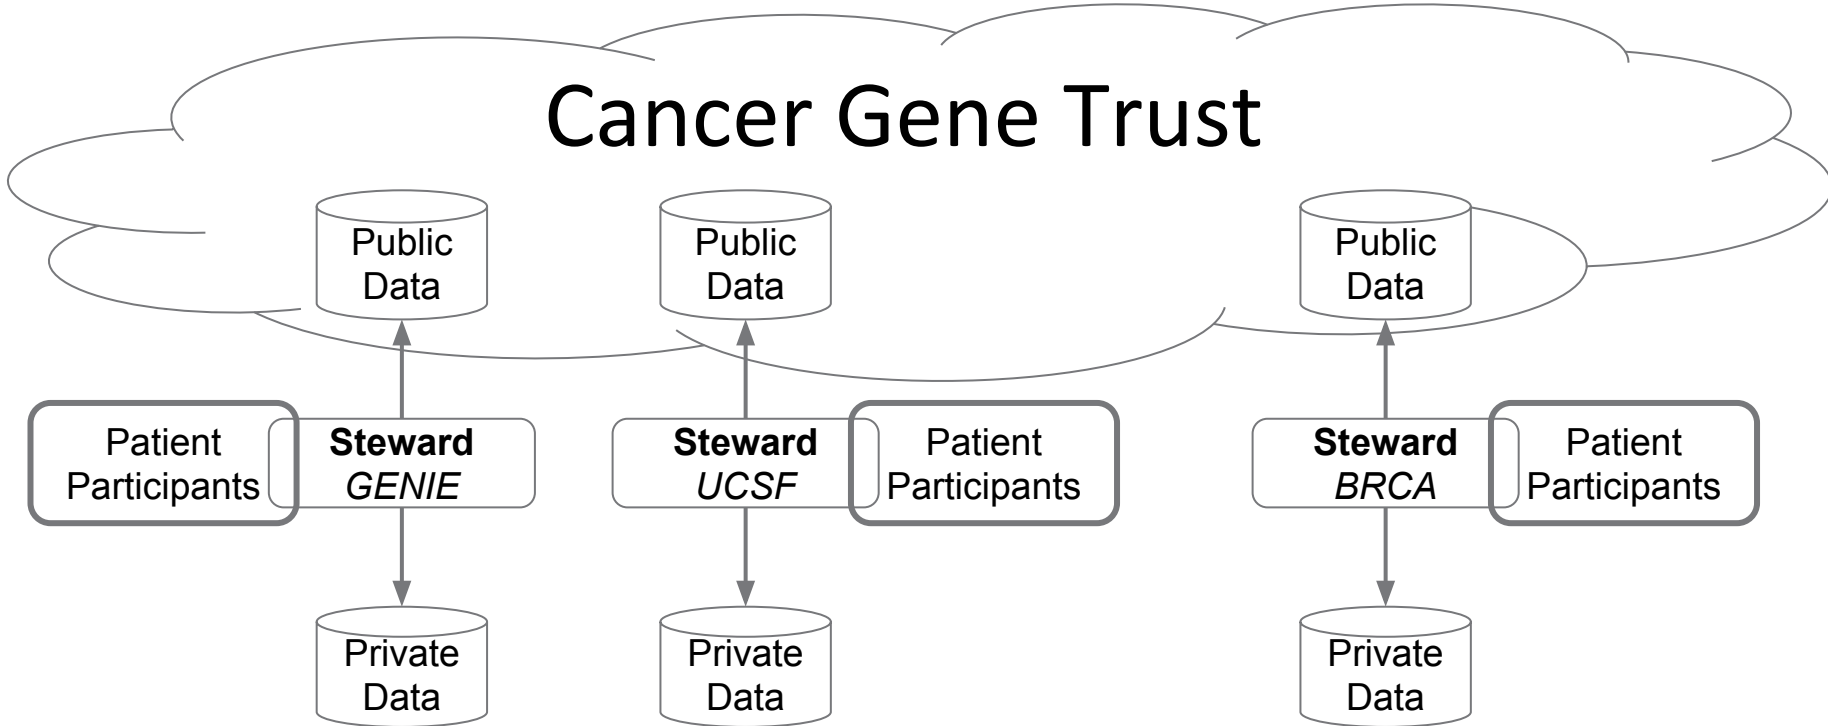 Cancer Gene Trust
Public
Data
Public
Data
Public
Data
Patient
Participants
Steward
GENIE
Steward
UCSF
Patient
Participants
Steward
BRCA
Patient
Participants
Private
Data
Private
Data
Private
Data